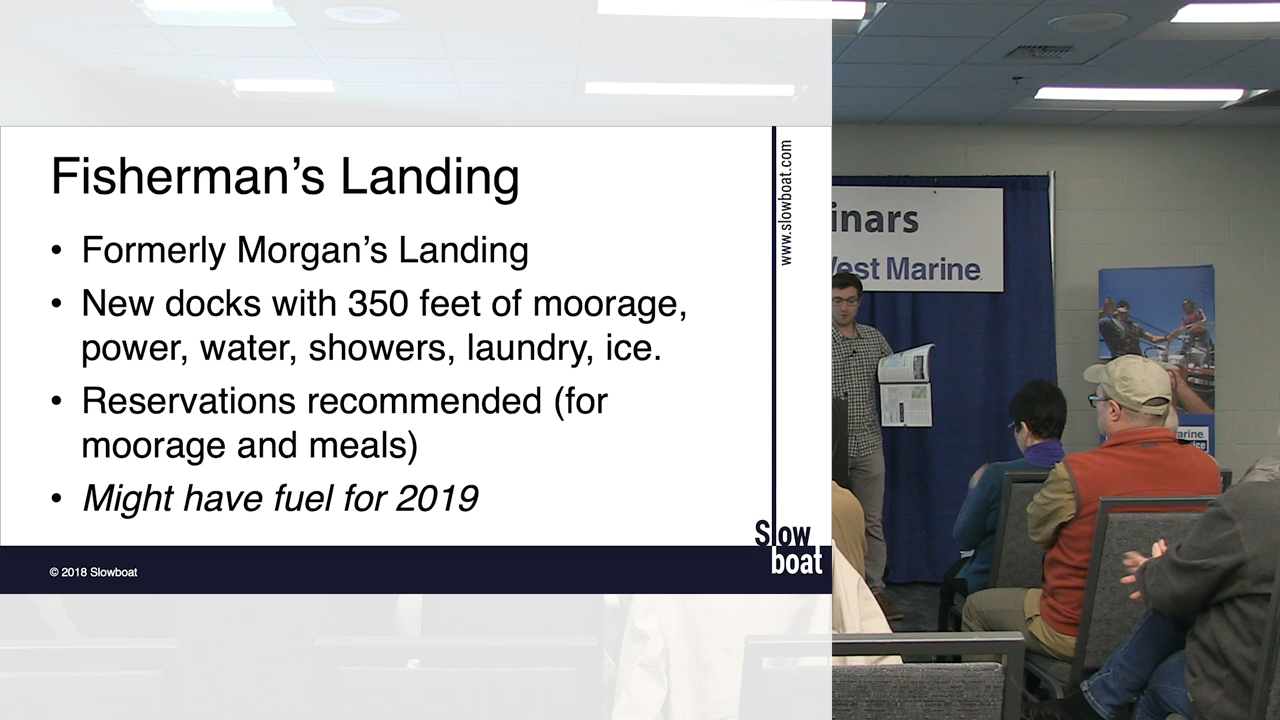 Fisherman’s Landing
• Formerly Morgan’s Landing
• New docks with 350 feet of moorage,
power, water, showers, laundry, ice.
• Reservations recommended (for
moorage and meals)
• Might have fuel for 2019
www.slowboat.com
Slow
boat
© 2018 Slowboat
inars
West Marine
arine
ice